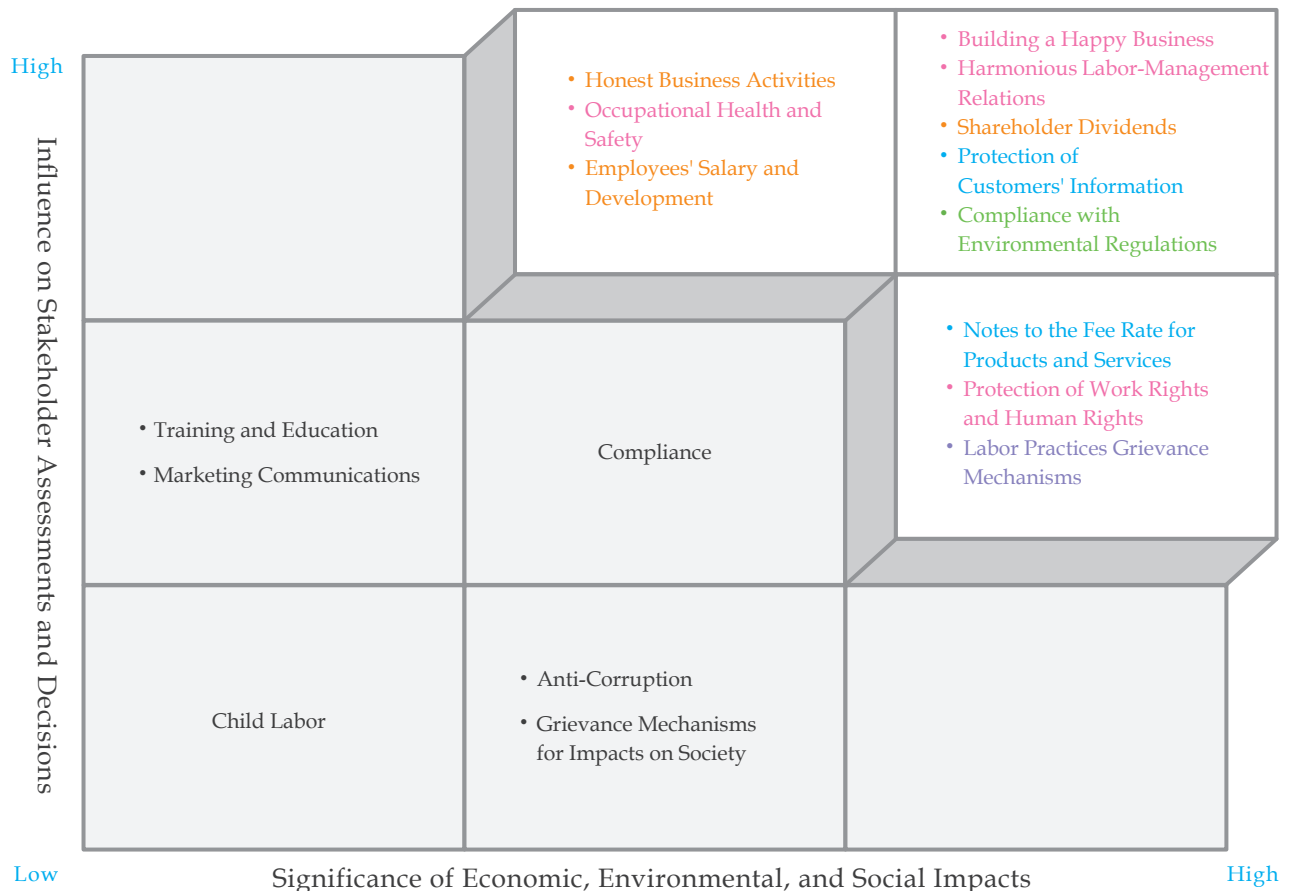 High
Influence on Stakeholder Assessments and Decisions
• Honest Business Activities
• Occupational Health and
Safety
• Employees' Salary and
Development
• Building a Happy Business
• Harmonious Labor-Management
Relations
• Shareholder Dividends
• Protection of
Customers' Information
• Compliance with
Environmental Regulations
• Training and Education
• Marketing Communications
Compliance
• Notes to the Fee Rate for
Products and Services
• Protection of Work Rights
and Human Rights
• Labor Practices Grievance
Mechanisms
Child Labor
• Anti-Corruption
• Grievance Mechanisms
for Impacts on Society
Low
Significance of Economic, Environmental, and Social Impacts
High